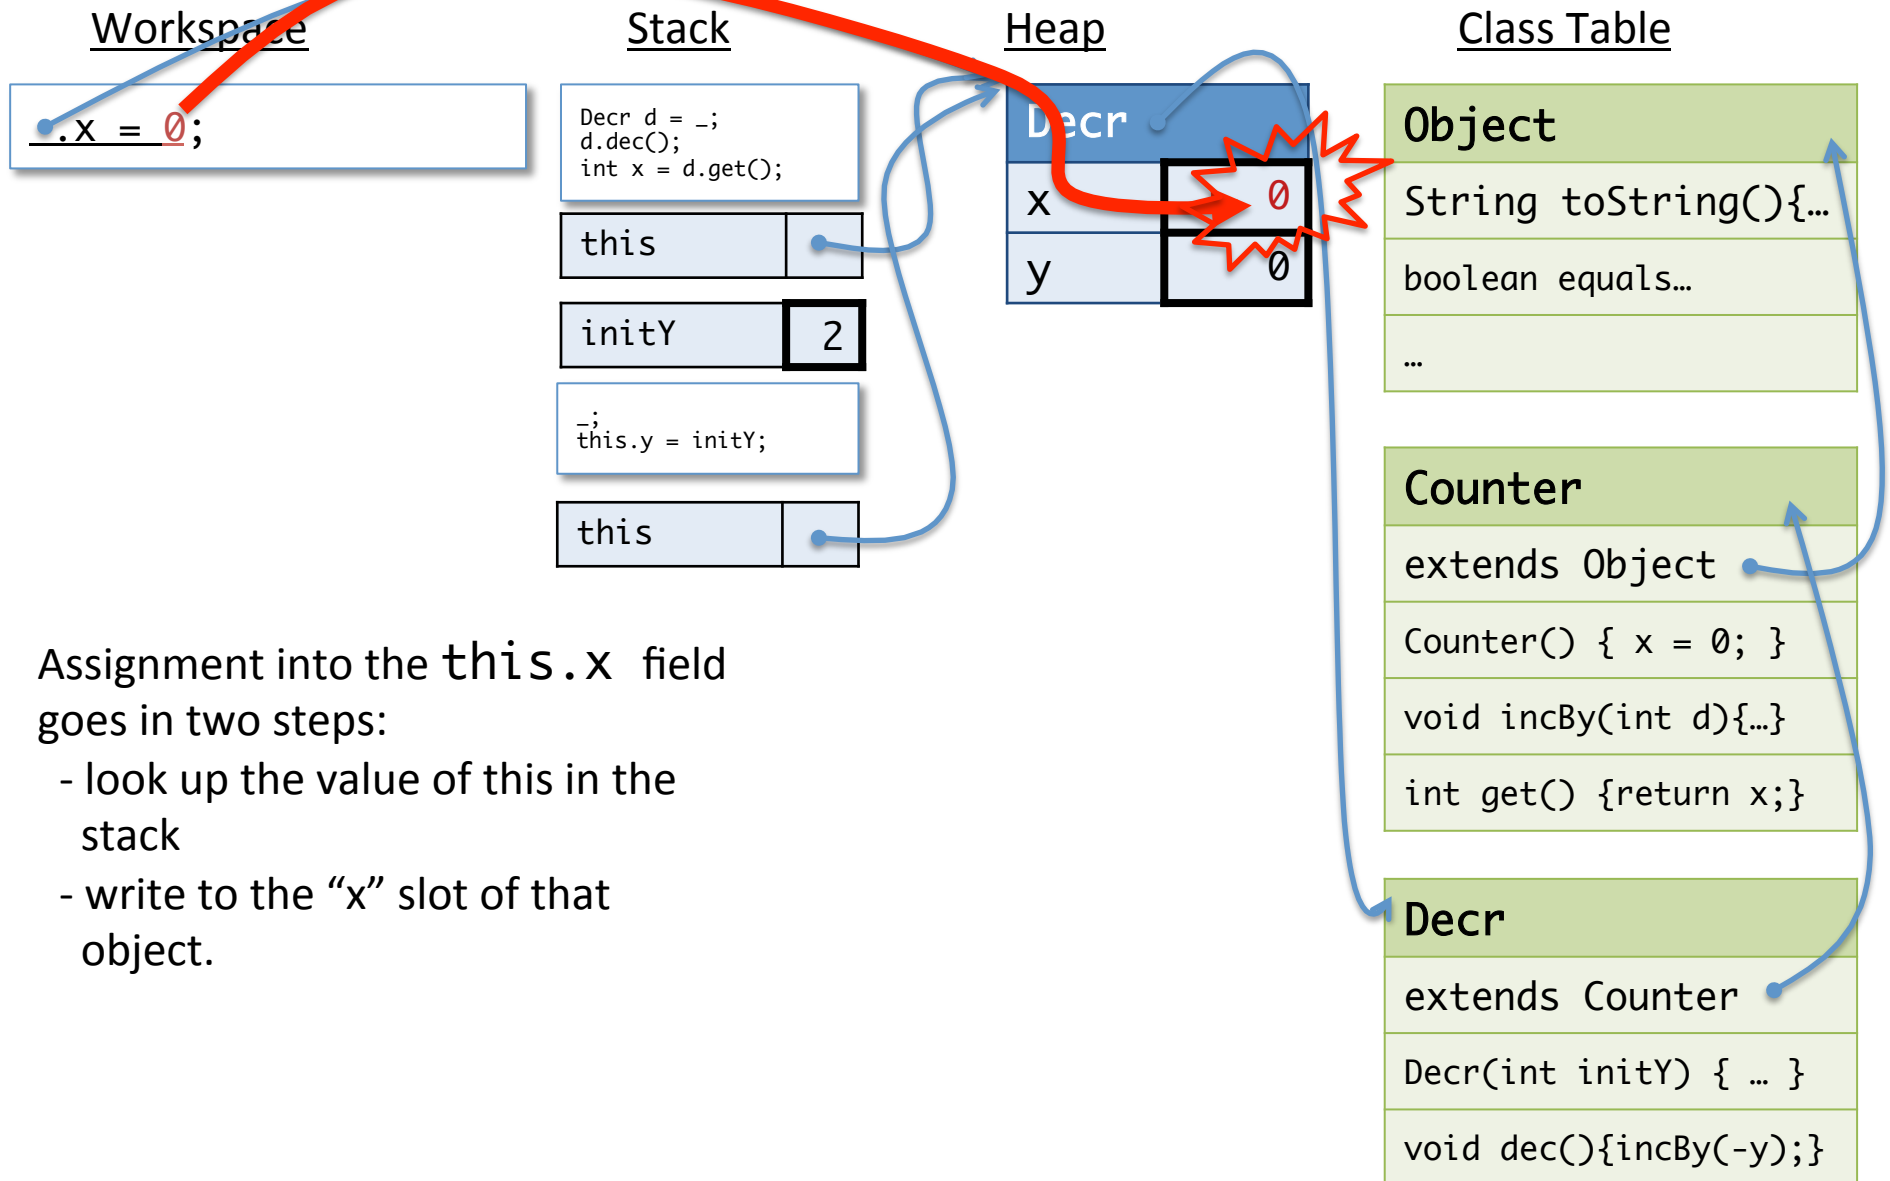 Workspace
Stack
Heap
Class Table
.x = 0;
Decr d = _;
d.dec();
int x = d.get();
this
initY 2
_;
this.y = initY;
this
Decr
x 0
y 0
Object
String toString(){…
boolean equals…
…
Counter
extends Object
Counter() { x = 0; }
void incBy(int d){…}
int get() {return x;}
Decr
extends Counter
Decr(int initY) { … }
void dec(){incBy(-y);}
Assignment into the this.x field
goes in two steps:
- look up the value of this in the
stack
- write to the “x” slot of that
object.